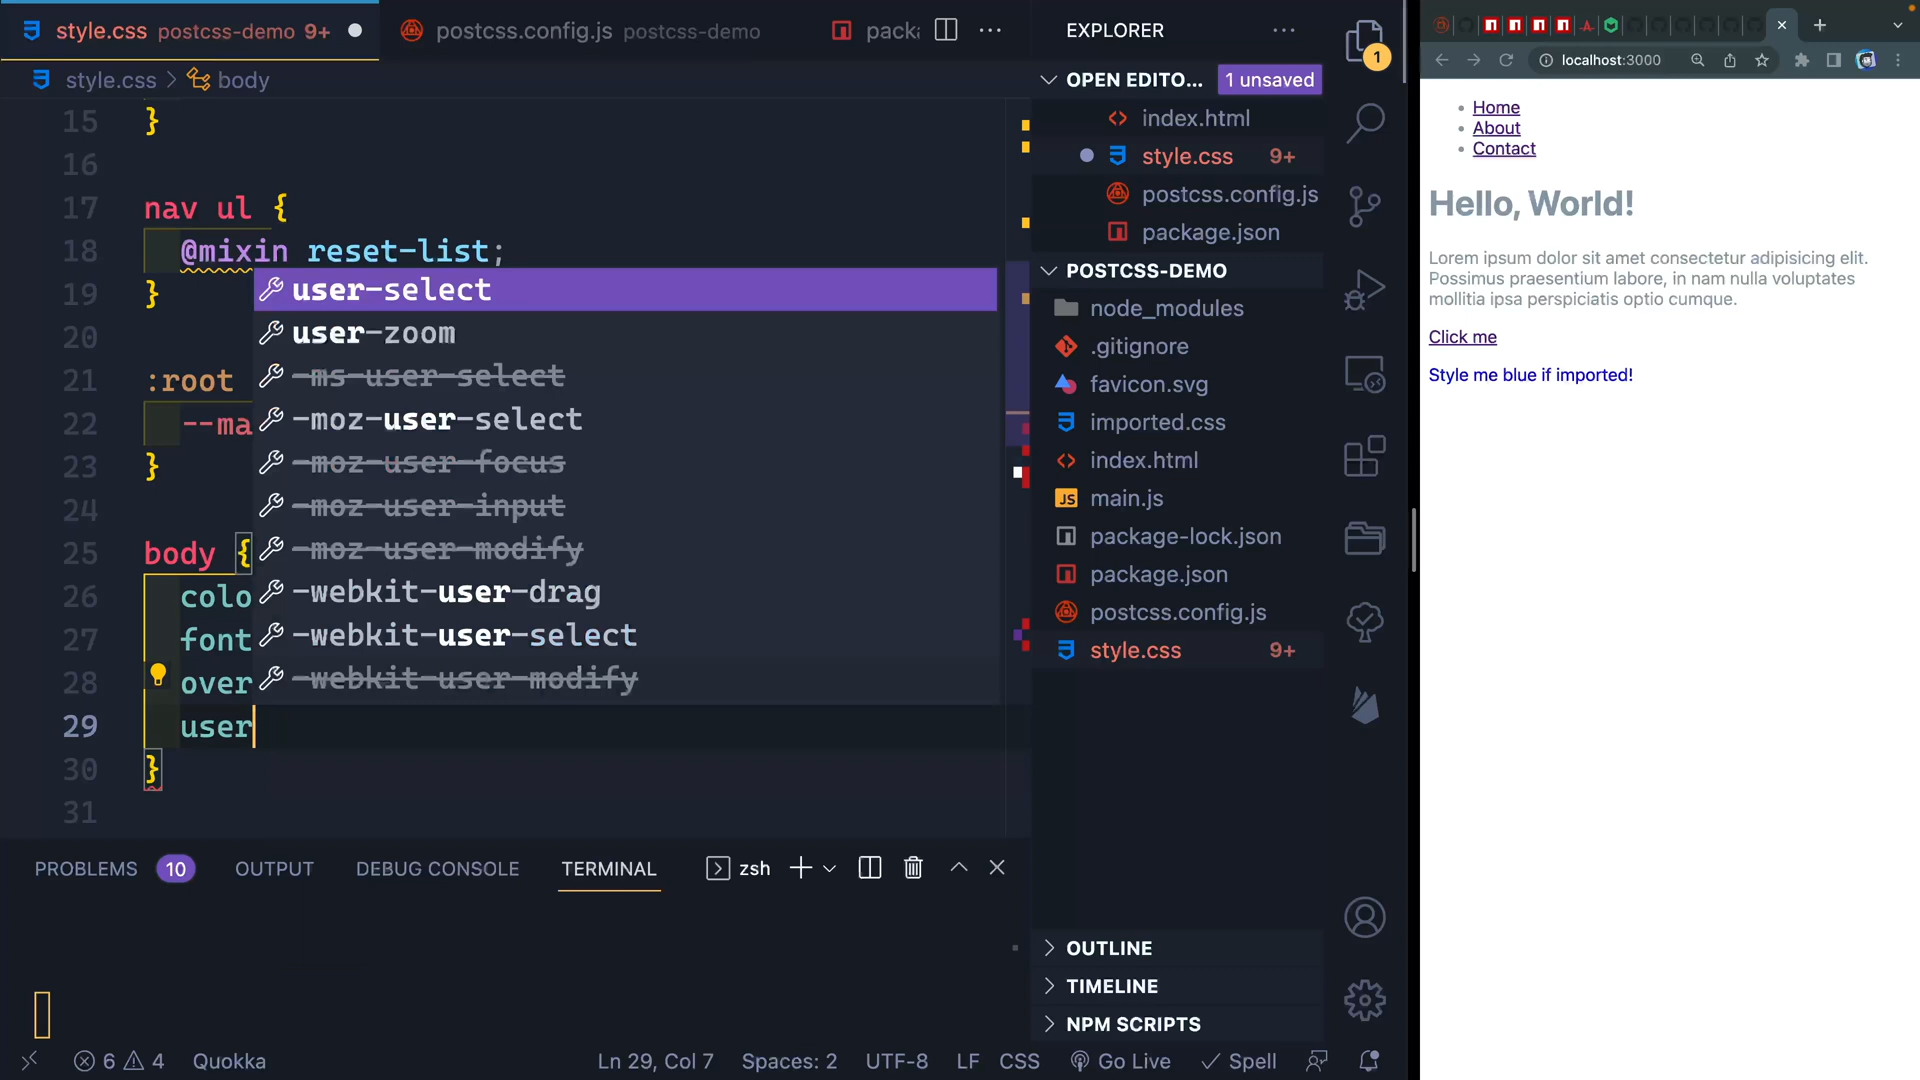 style.css postcss-demo 9+
postcss.config.js postcss-demo
packa
style.css > body
15 }
16
17 nav ul {
18 @mixin reset-list;
19 }
20
21 :root
22 --ma
23 }
24
25 body {
26 colo
27 font
28 over
29 user
30 }
31
user-select
user-zoom
-ms-user-select
-moz-user-select
-moz-user-focus
-moz-user-input
-moz-user-modify
-webkit-user-drag
-webkit-user-select
-webkit-user-modify
PROBLEMS 10 OUTPUT DEBUG CONSOLE TERMINAL zsh
6 4 Quokka Ln 29, Col 7 Spaces: 2 UTF-8 LF CSS Go Live Spell
EXPLORER
OPEN EDITO... 1 unsaved
index.html
style.css 9+
postcss.config.js
package.json
POSTCSS-DEMO
node_modules
.gitignore
favicon.svg
imported.css
index.html
main.js
package-lock.json
package.json
postcss.config.js
style.css 9+
OUTLINE
TIMELINE
NPM SCRIPTS
1
localhost:3000
Home
About
Contact
Hello, World!
Lorem ipsum dolor sit amet consectetur adipisicing elit.
Possimus praesentium labore, in nam nulla voluptates
mollitia ipsa perspiciatis optio cumque.
Click me
Style me blue if imported!